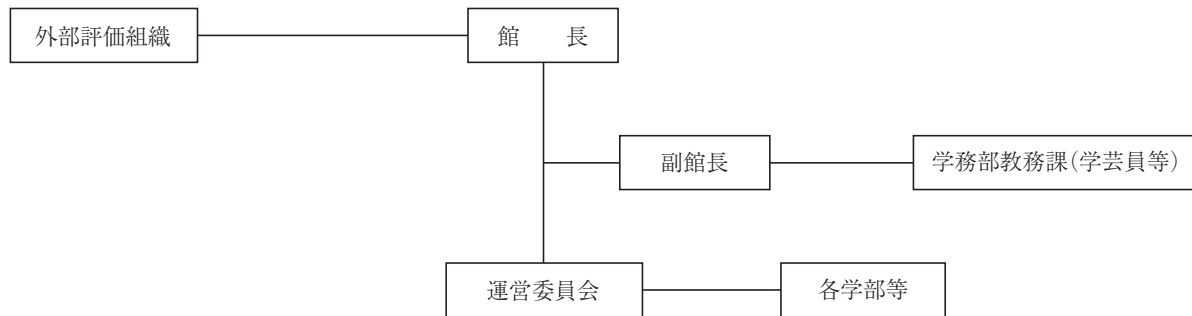 外部評価組織
館　　長
副館長
学務部教務課(学芸員等)
運営委員会
各学部等